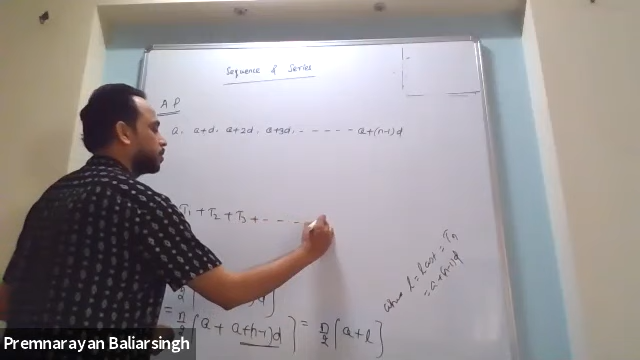 Sequence & Series
A P
a, a+d, a+2d, a+3d, ----- a+(n-1)d
T₁ + T₂ + T₃ + ----
= n/2 [a + a+(n-1)d] = n/2 [a+l]
where l = Last = Tₙ
= a+(n-1)d
Premnarayan Baliarsingh